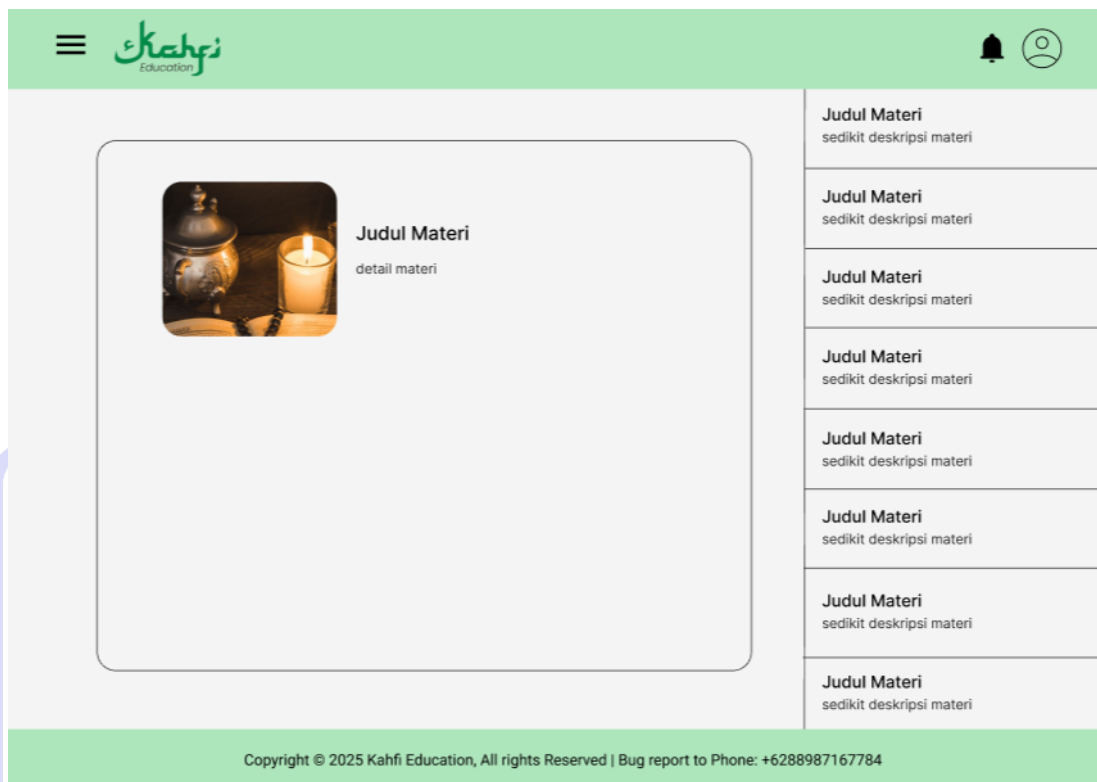 Kahfi
Education
Judul Materi
detail materi
Judul Materi
sedikit deskripsi materi
Judul Materi
sedikit deskripsi materi
Judul Materi
sedikit deskripsi materi
Judul Materi
sedikit deskripsi materi
Judul Materi
sedikit deskripsi materi
Judul Materi
sedikit deskripsi materi
Judul Materi
sedikit deskripsi materi
Judul Materi
sedikit deskripsi materi
Copyright © 2025 Kahfi Education, All rights Reserved | Bug report to Phone: +6288987167784